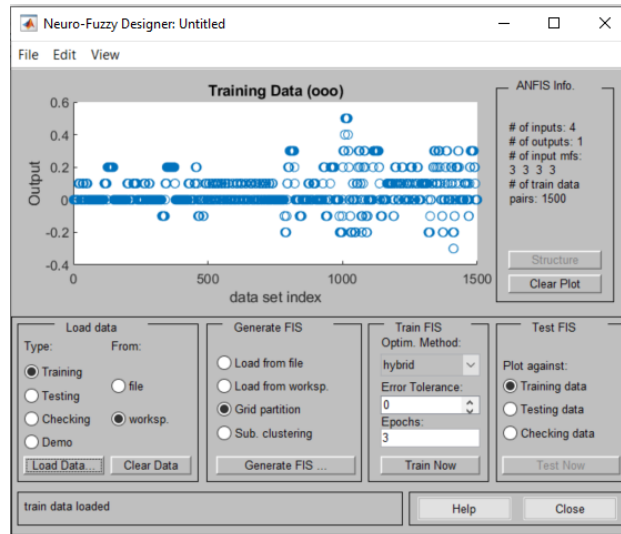 Neuro-Fuzzy Designer: Untitled
File Edit View
Training Data (ooo)
0.6
0.4
0.2
0
-0.2
-0.4
Output
0 500 1000 1500
data set index
ANFIS Info.
# of inputs: 4
# of outputs: 1
# of input mfs:
3 3 3 3
# of train data
pairs: 1500
Structure
Clear Plot
Load data
Type: From:
Training
Testing
Checking
Demo
file
worksp.
Load Data... Clear Data
Generate FIS
Load from file
Load from worksp.
Grid partition
Sub. clustering
Generate FIS ...
Train FIS
Optim. Method:
hybrid
Error Tolerance:
0
Epochs:
3
Train Now
Test FIS
Plot against:
Training data
Testing data
Checking data
Test Now
train data loaded
Help Close